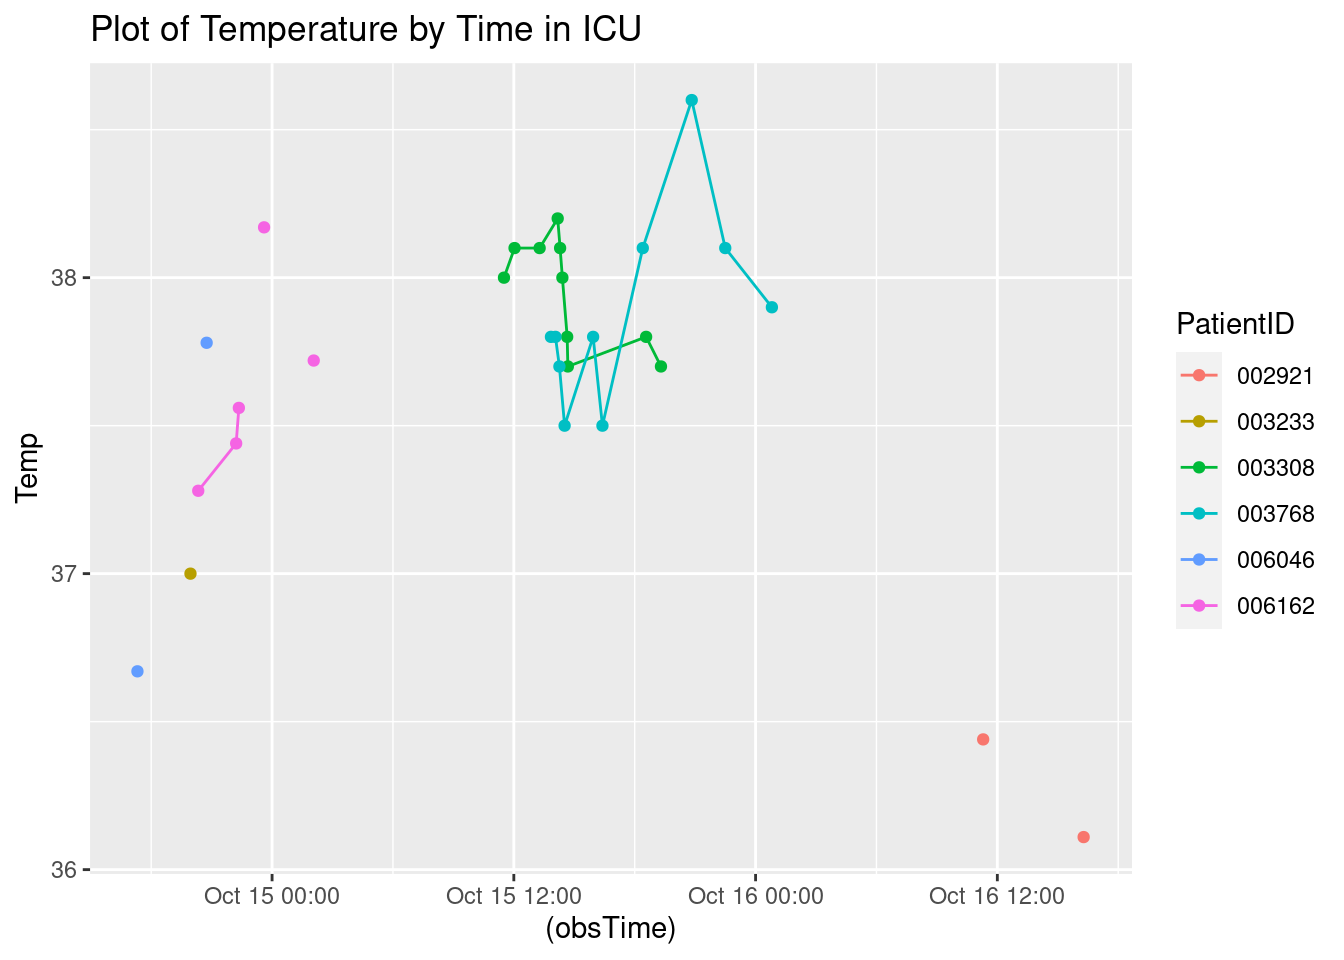 Plot of Temperature by Time in ICU
38
37
36
Temp
Oct 15 00:00
Oct 15 12:00
Oct 16 00:00
Oct 16 12:00
(obsTime)
PatientID
002921
003233
003308
003768
006046
006162